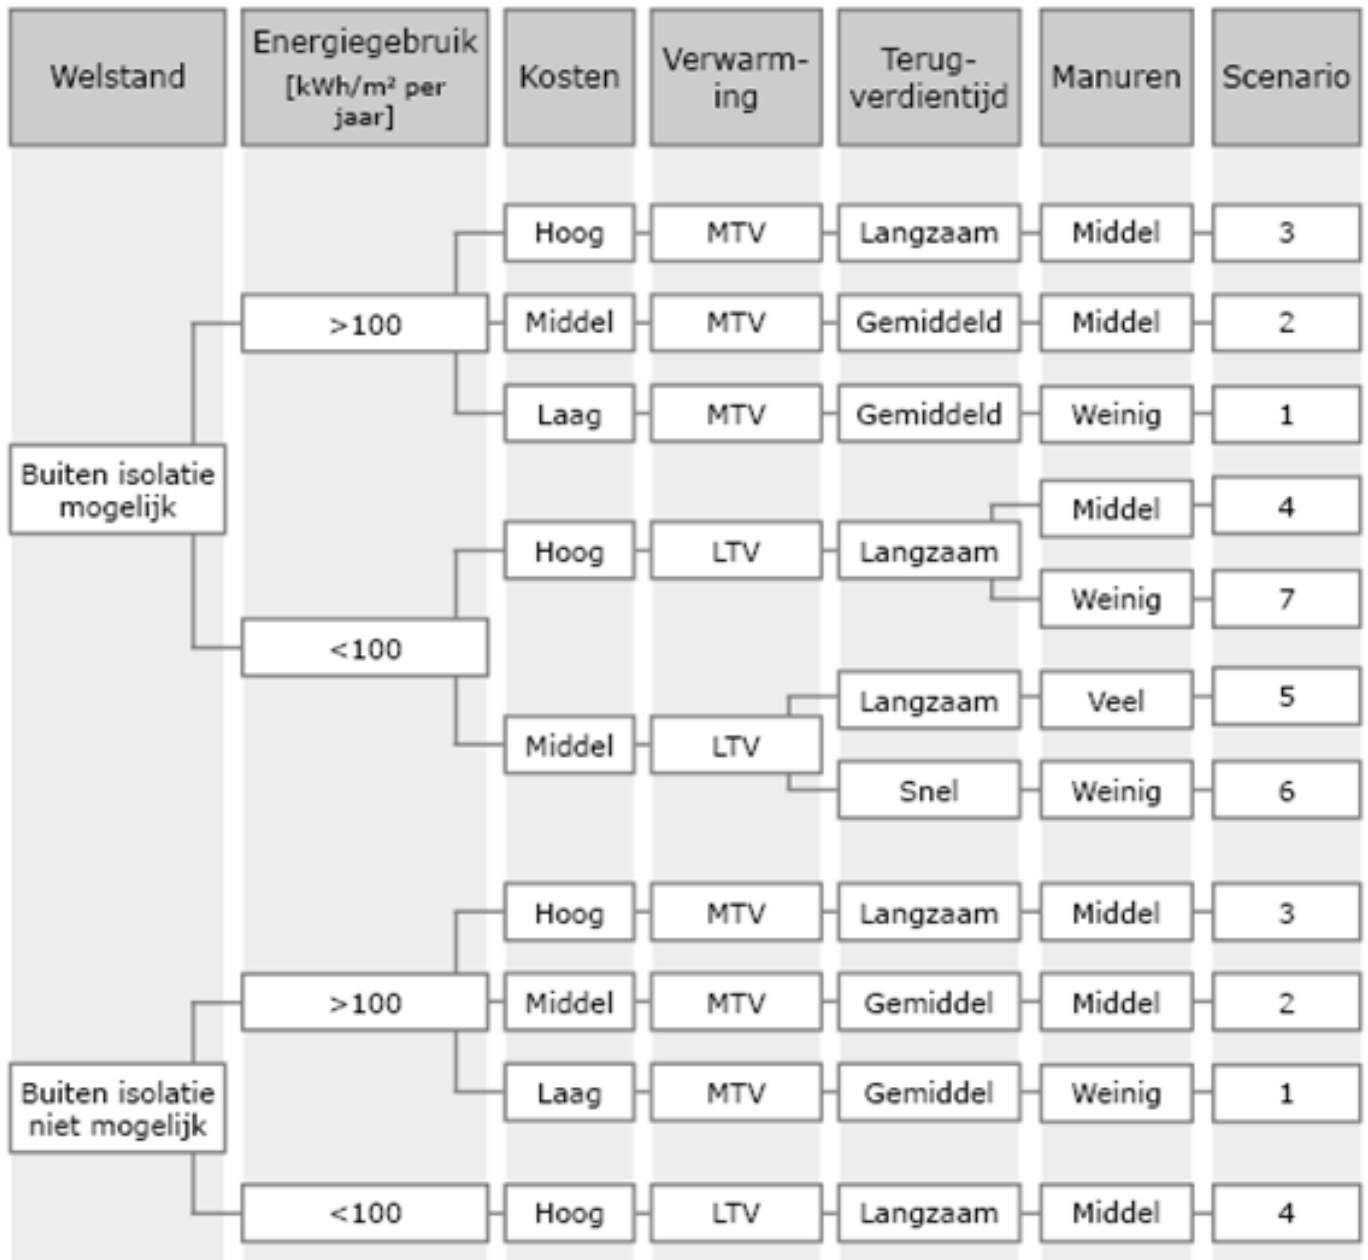 Welstand
Energiegebruik
[kWh/m² per
jaar]
Kosten
Verwarm-
ing
Terug-
verdientijd
Manuren
Scenario
Hoog MTV Langzaam Middel 3
>100 Middel MTV Gemiddeld Middel 2
Laag MTV Gemiddeld Weinig 1
Buiten isolatie
mogelijk
Middel 4
Hoog LTV Langzaam
Weinig 7
<100
Langzaam Veel 5
Middel LTV
Snel Weinig 6
Hoog MTV Langzaam Middel 3
>100 Middel MTV Gemiddel Middel 2
Buiten isolatie
niet mogelijk
Laag MTV Gemiddel Weinig 1
<100 Hoog LTV Langzaam Middel 4